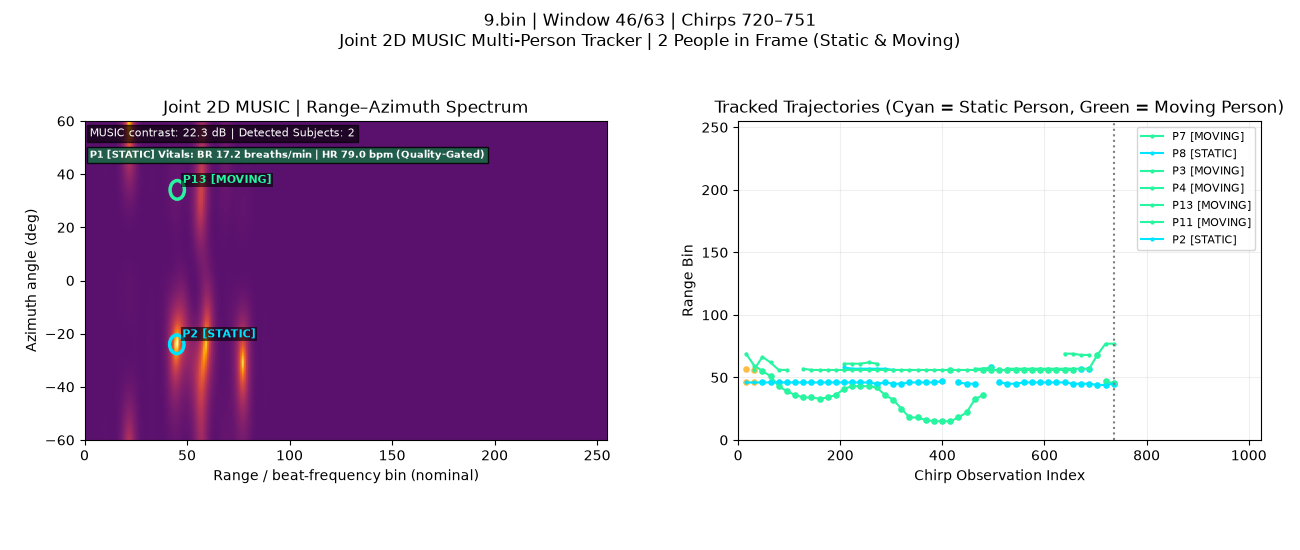 9.bin | Window 46/63 | Chirps 720–751
Joint 2D MUSIC Multi-Person Tracker | 2 People in Frame (Static & Moving)
Joint 2D MUSIC | Range–Azimuth Spectrum
MUSIC contrast: 22.3 dB | Detected Subjects: 2
P1 [STATIC] Vitals: BR 17.2 breaths/min | HR 79.0 bpm (Quality-Gated)
P13 [MOVING]
P2 [STATIC]
60
40
20
0
−20
−40
−60
Azimuth angle (deg)
0
50
100
150
200
250
Range / beat-frequency bin (nominal)
Tracked Trajectories (Cyan = Static Person, Green = Moving Person)
P7 [MOVING]
P8 [STATIC]
P3 [MOVING]
P4 [MOVING]
P13 [MOVING]
P11 [MOVING]
P2 [STATIC]
250
200
150
100
50
0
Range Bin
0
200
400
600
800
1000
Chirp Observation Index